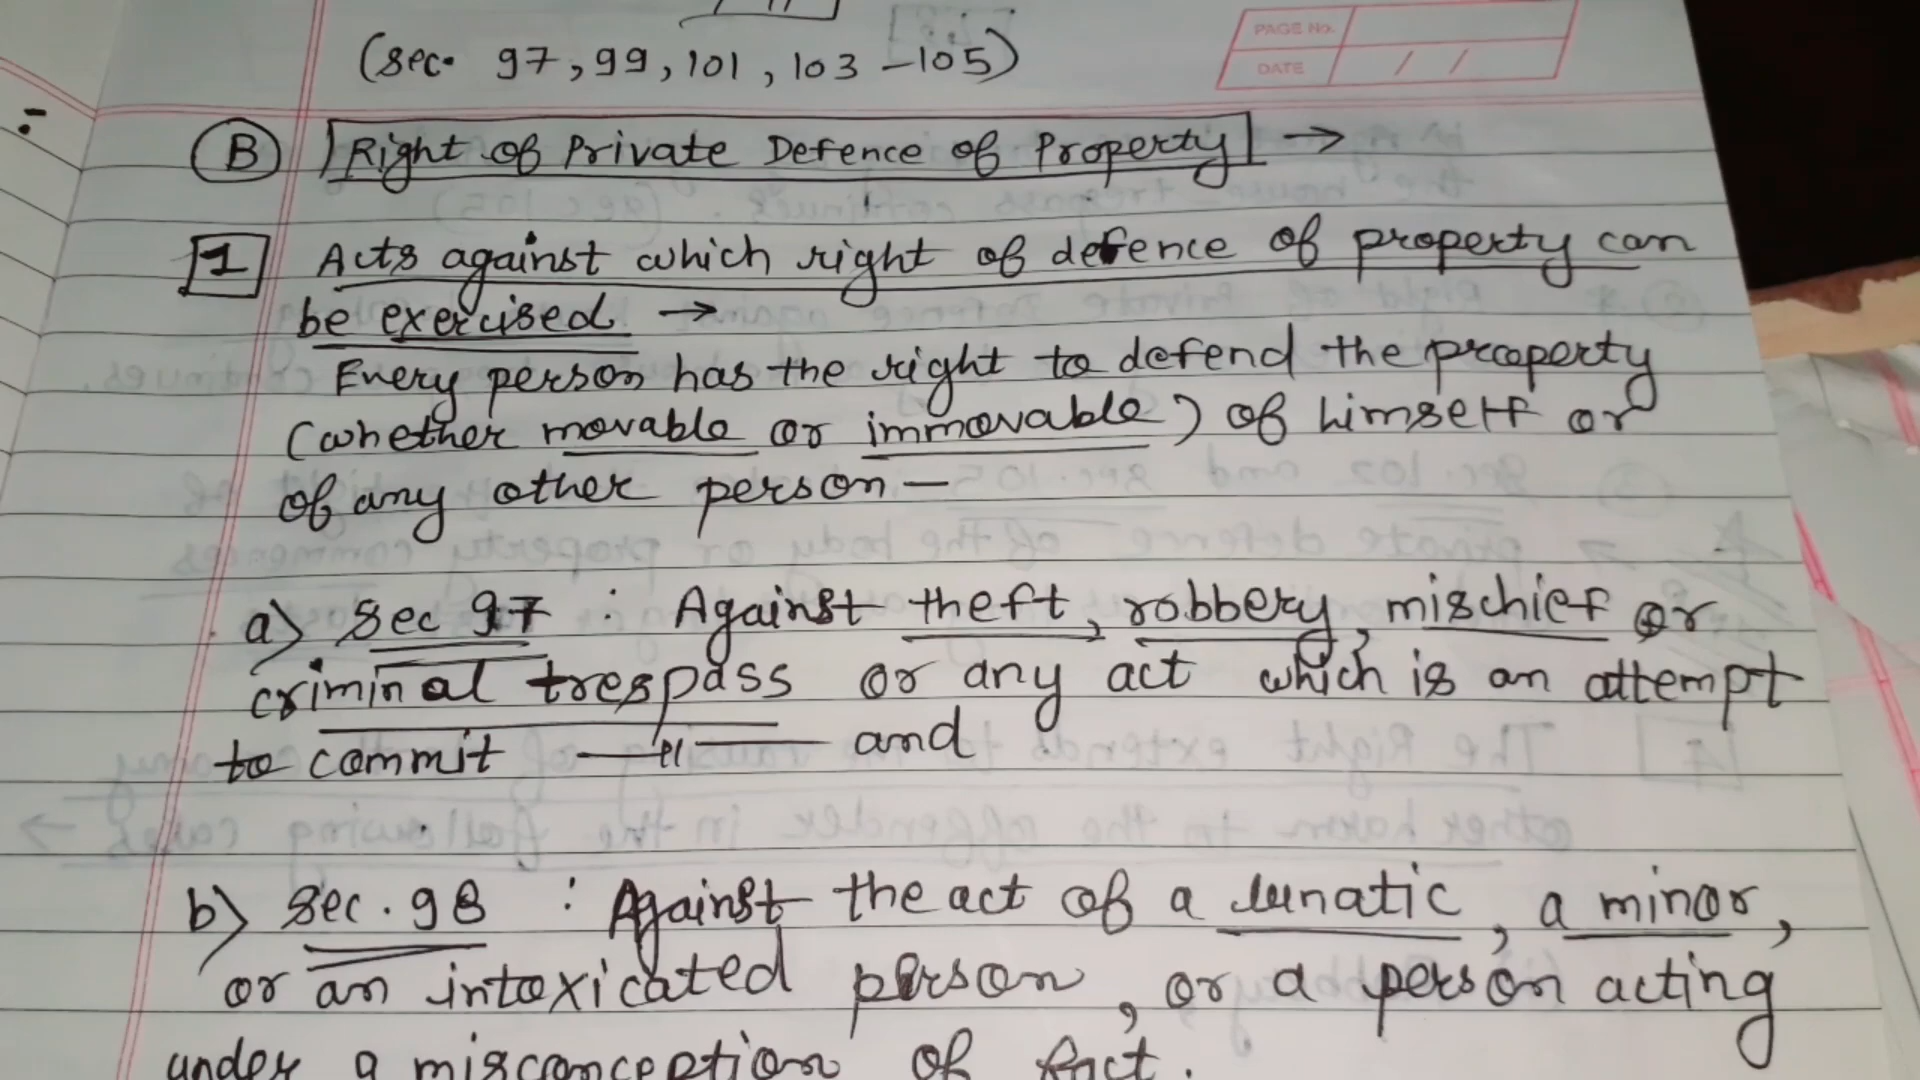 (sec. 97, 99, 101, 103 – 105)
PAGE No.
DATE / /
B Right of Private Defence of Property →
1 Acts against which right of defence of property can
be exercised →
Every person has the right to defend the proaperty
(whether movable or immovable) of himself or
of any other person –
a) sec 97 : Against theft, robbery, mischief or
criminal trespass or any act which is an attempt
to commit —"— and
b) sec. 98 : Against the act of a lunatic, a minor,
or an intoxicated person, or a person acting
under a misconception of fact.